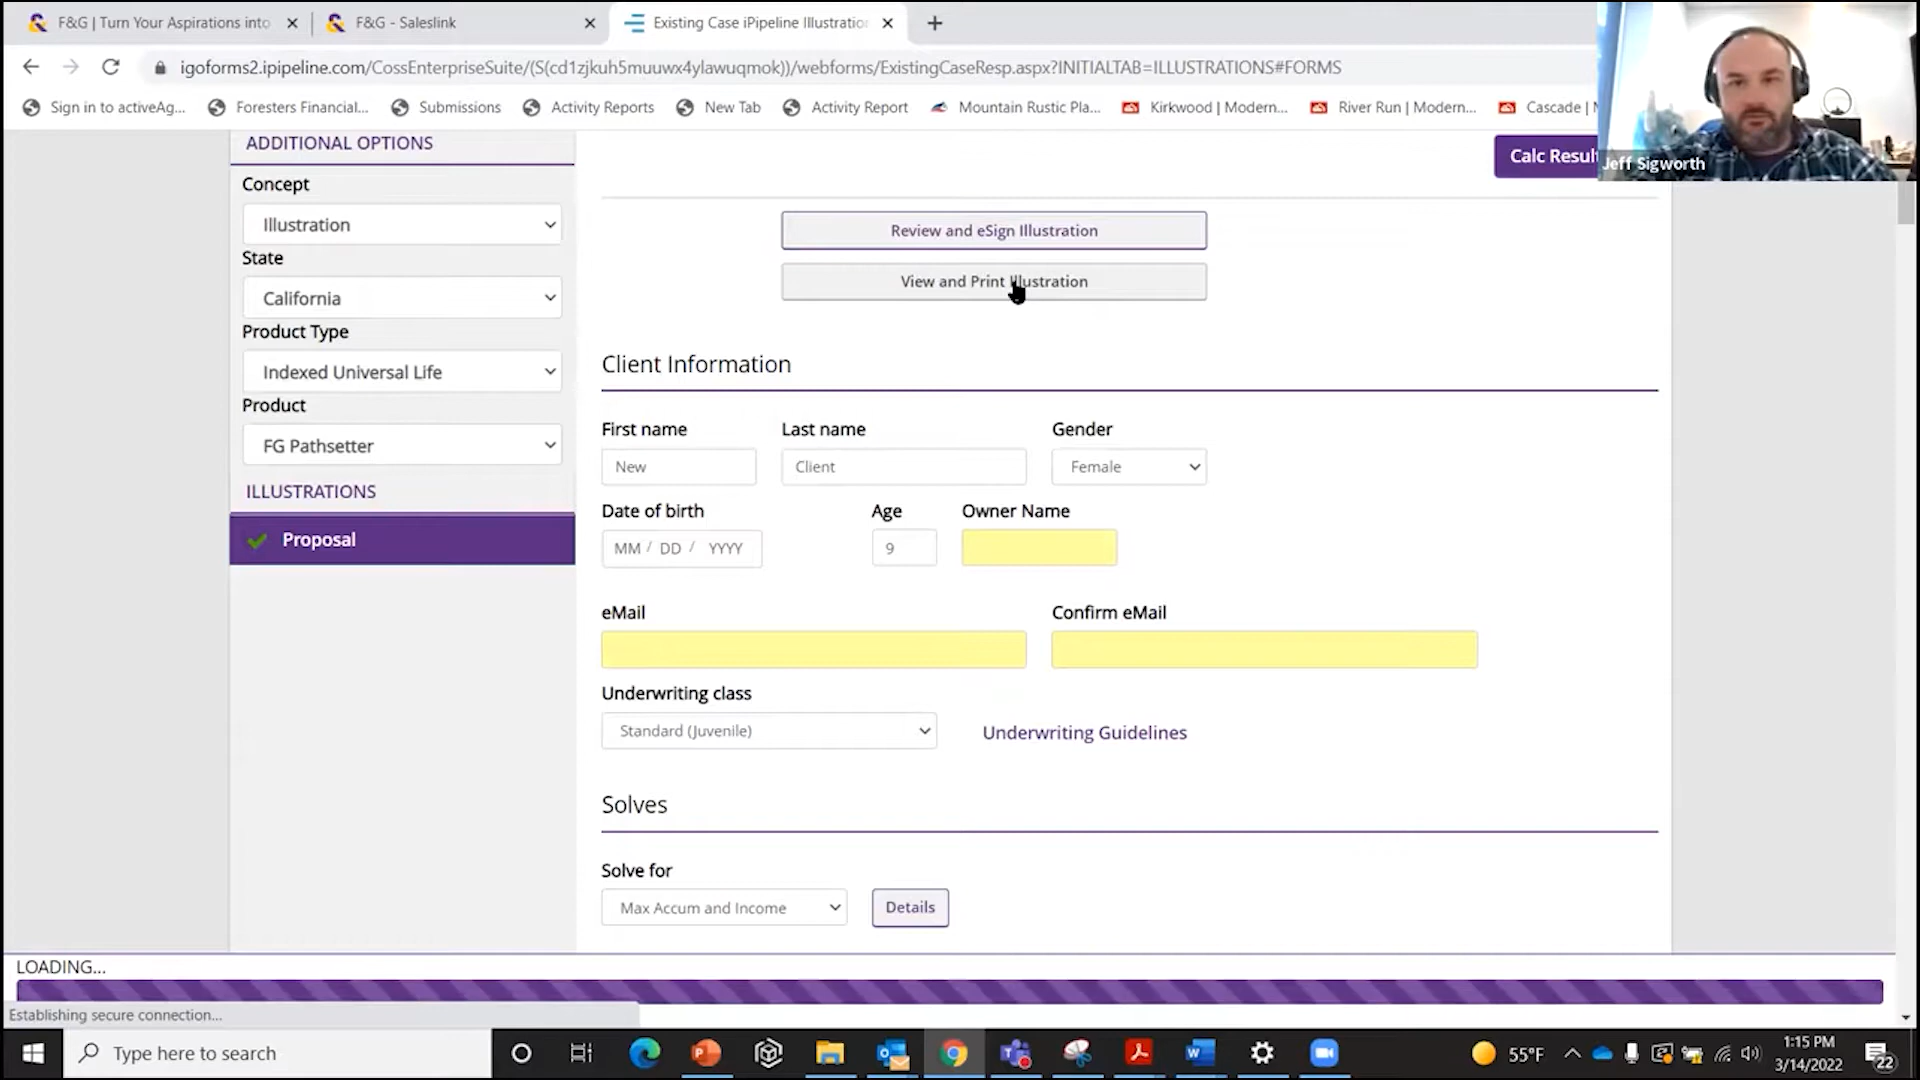 F&G | Turn Your Aspirations into
F&G - Saleslink
Existing Case iPipeline Illustration
igoforms2.ipipeline.com/CossEnterpriseSuite/(S(cd1zjkuh5muuwx4ylawuqmok))/webforms/ExistingCaseResp.aspx?INITIALTAB=ILLUSTRATIONS#FORMS
Sign in to activeAg... Foresters Financial... Submissions Activity Reports New Tab Activity Report Mountain Rustic Pla... Kirkwood | Modern... River Run | Modern... Cascade |
Jeff Sigworth
ADDITIONAL OPTIONS
Concept
Illustration
State
California
Product Type
Indexed Universal Life
Product
FG Pathsetter
ILLUSTRATIONS
Proposal
Calc Resul
Review and eSign Illustration
View and Print Illustration
Client Information
First name Last name Gender
New Client Female
Date of birth Age Owner Name
MM / DD / YYYY 9
eMail Confirm eMail
Underwriting class
Standard (Juvenile) Underwriting Guidelines
Solves
Solve for
Max Accum and Income Details
LOADING...
Establishing secure connection...
Type here to search
55°F
1:15 PM
3/14/2022
22